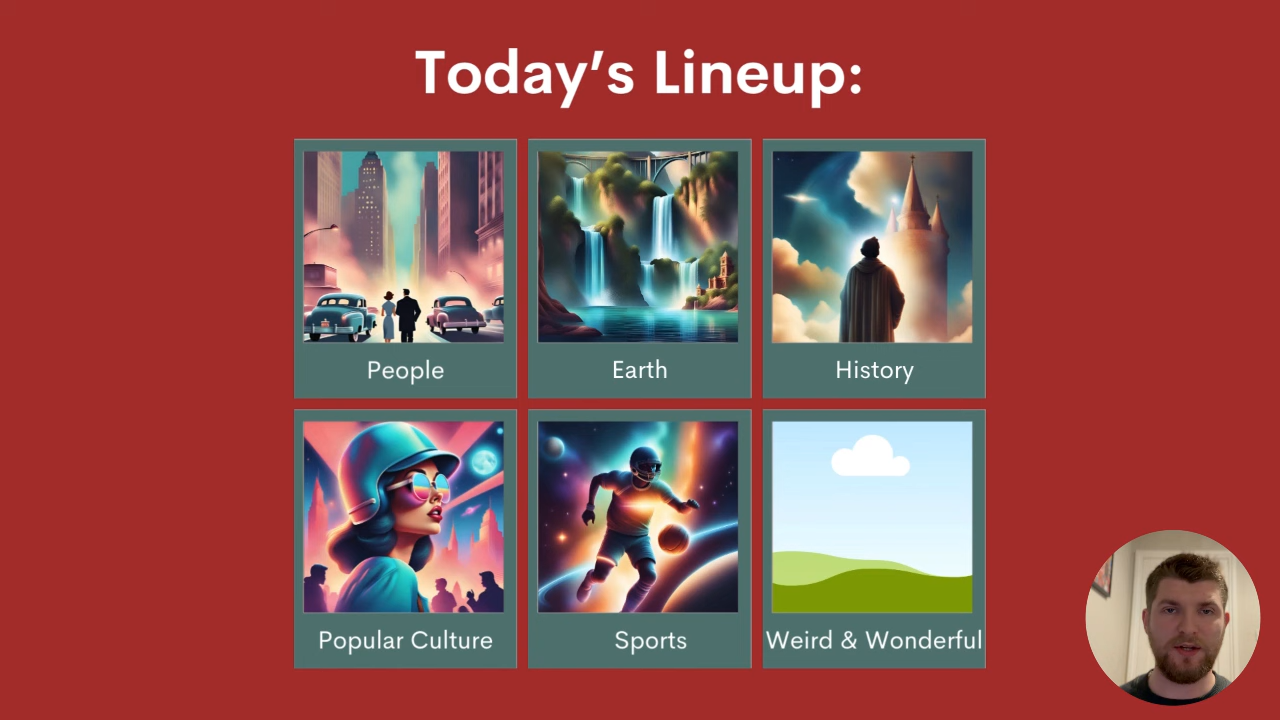 Today's Lineup:
People
Earth
History
Popular Culture
Sports
Weird & Wonderful